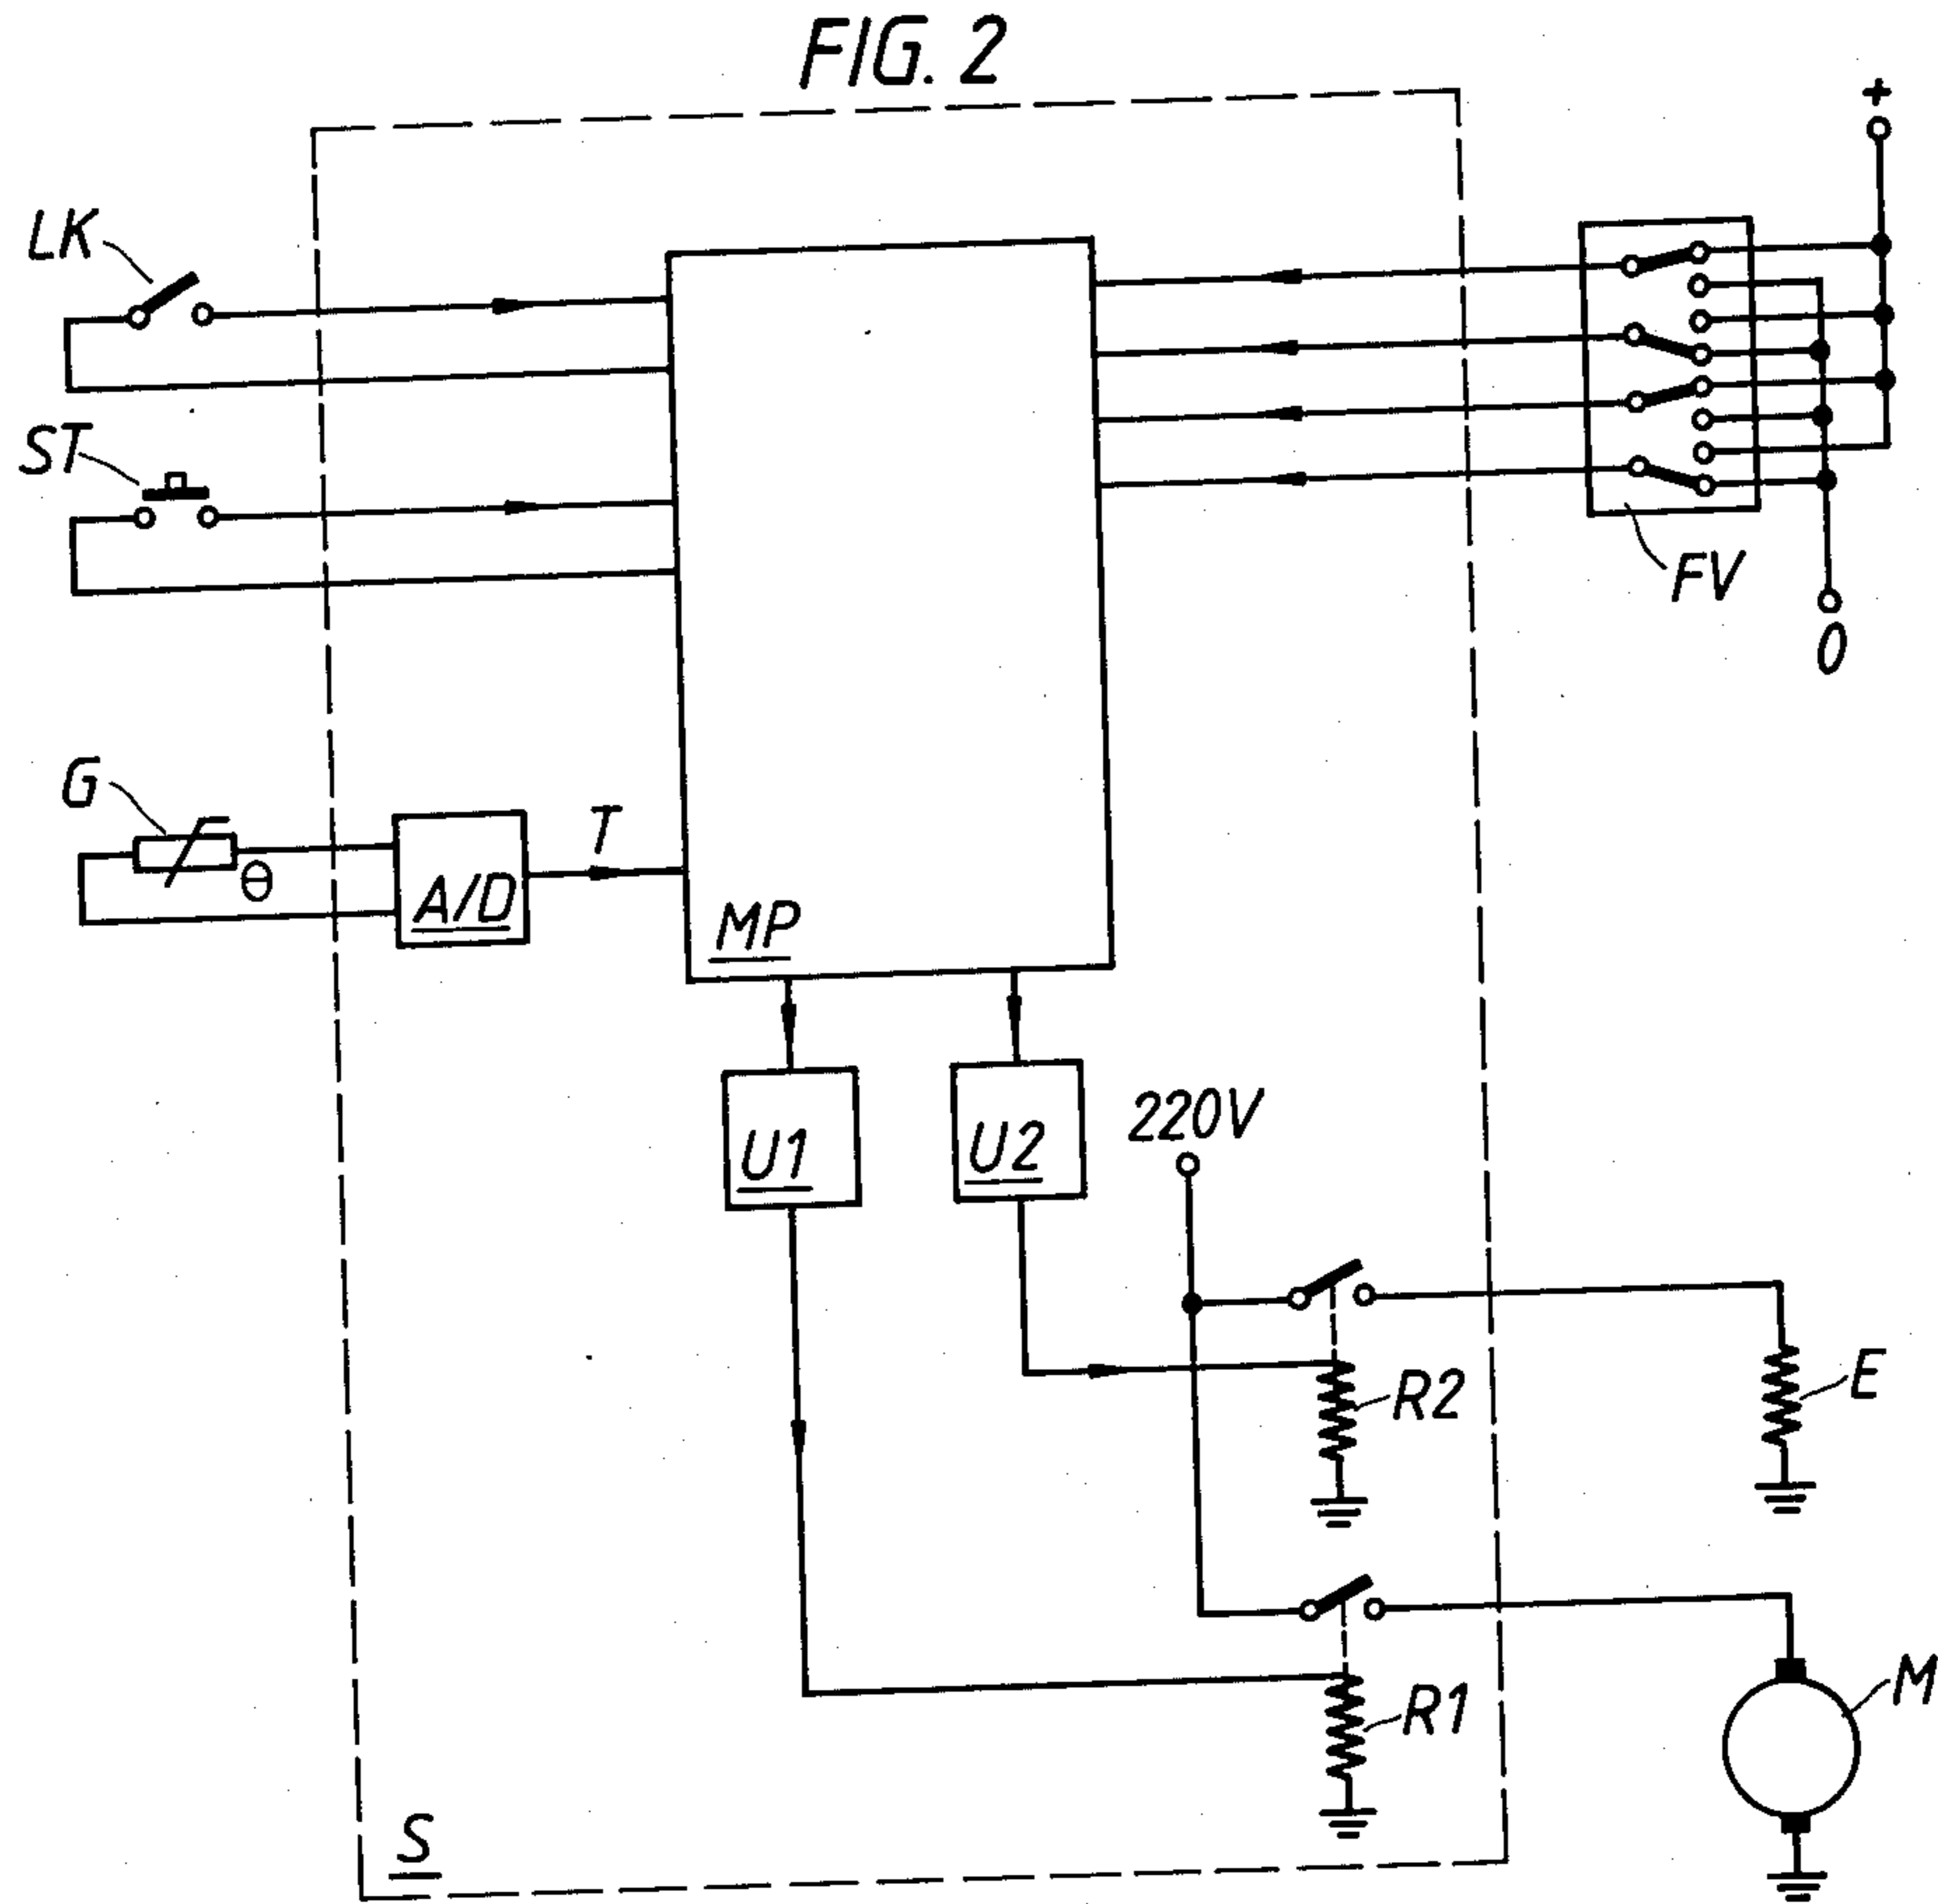 FIG. 2
+
LK
ST
FV
0
G
θ
A/D
T
MP
U1
U2
220V
R2
E
R1
M
S